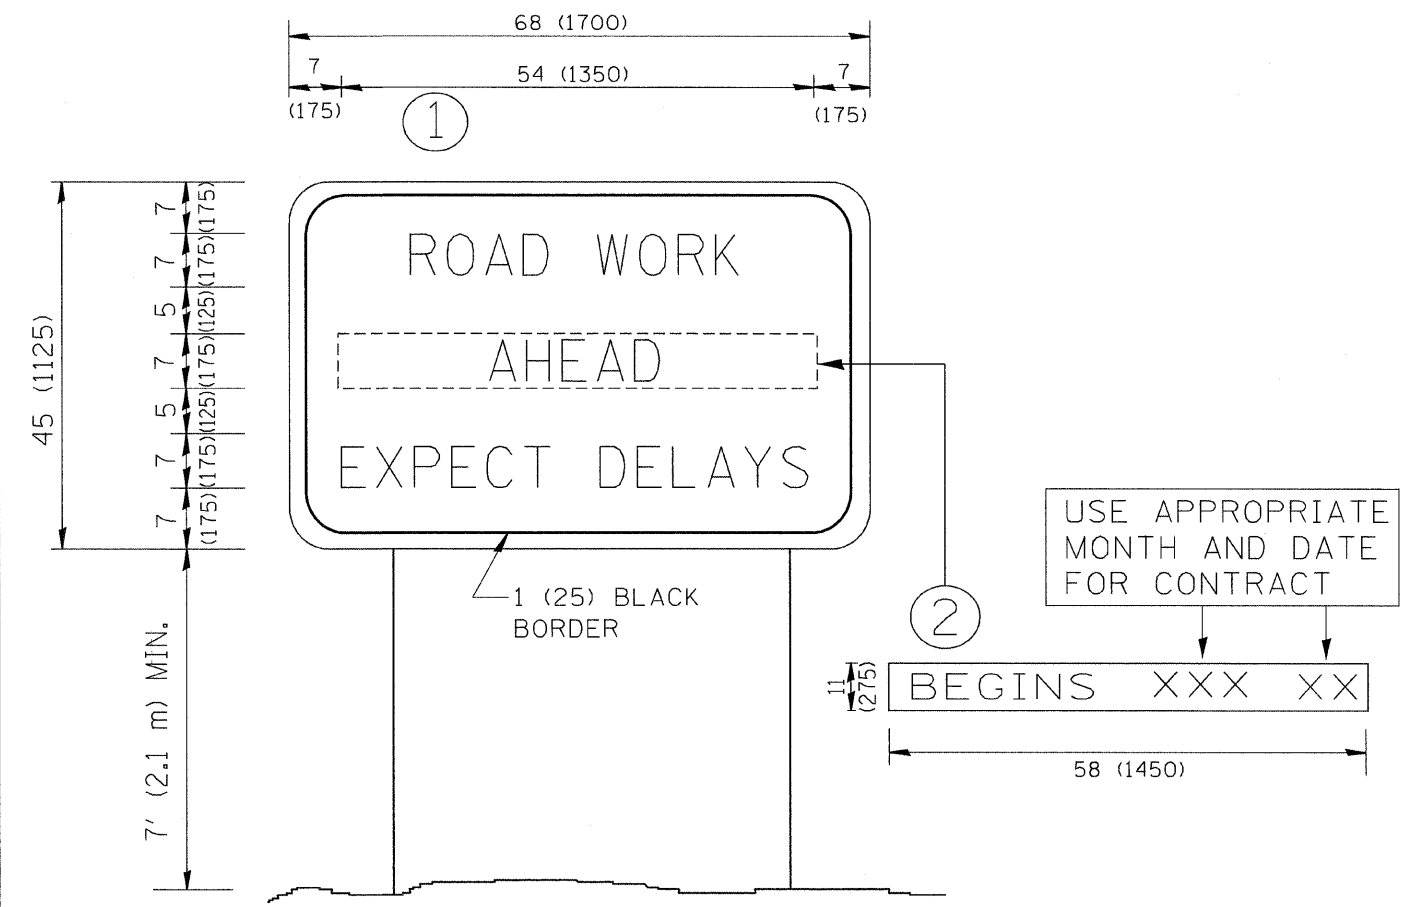 68 (1700)
7
54 (1350)
7
(175)
(175)
1
7
(175)
7
(175)
5
(125)
7
(175)
5
(125)
7
(175)
7
(175)
45 (1125)
ROAD WORK
AHEAD
EXPECT DELAYS
1 (25) BLACK
BORDER
7' (2.1 m) MIN.
USE APPROPRIATE
MONTH AND DATE
FOR CONTRACT
2
11
(275)
BEGINS XXX XX
58 (1450)